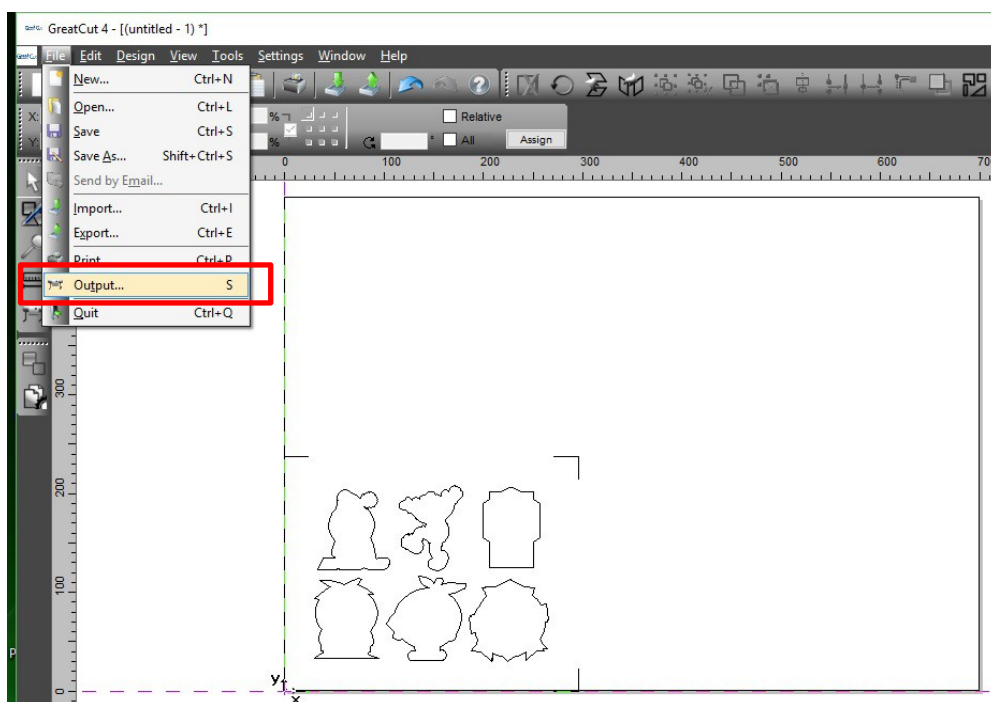 GreatCut 4 - [(untitled - 1) *]
File Edit Design View Tools Settings Window Help
New... Ctrl+N
Open... Ctrl+L
Save Ctrl+S
Save As... Shift+Ctrl+S
Send by Email...
Import... Ctrl+I
Export... Ctrl+E
Print... Ctrl+P
Output... S
Quit Ctrl+Q
X: % Relative
Y: % ° All Assign
0 100 200 300 400 500 600 70
300
200
100
0
y
x
P